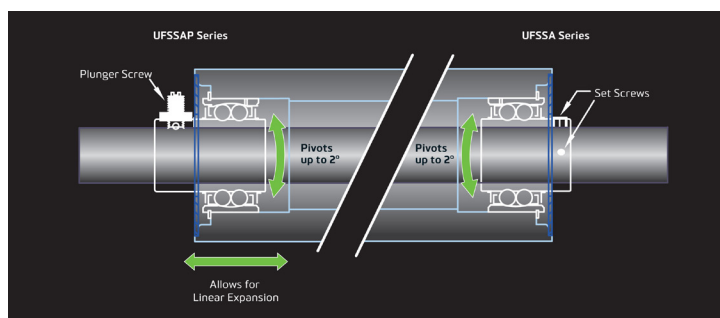 UFSSAP Series
UFSSA Series
Plunger Screw
Set Screws
Pivots
up to 2°
Pivots
up to 2°
Allows for
Linear Expansion